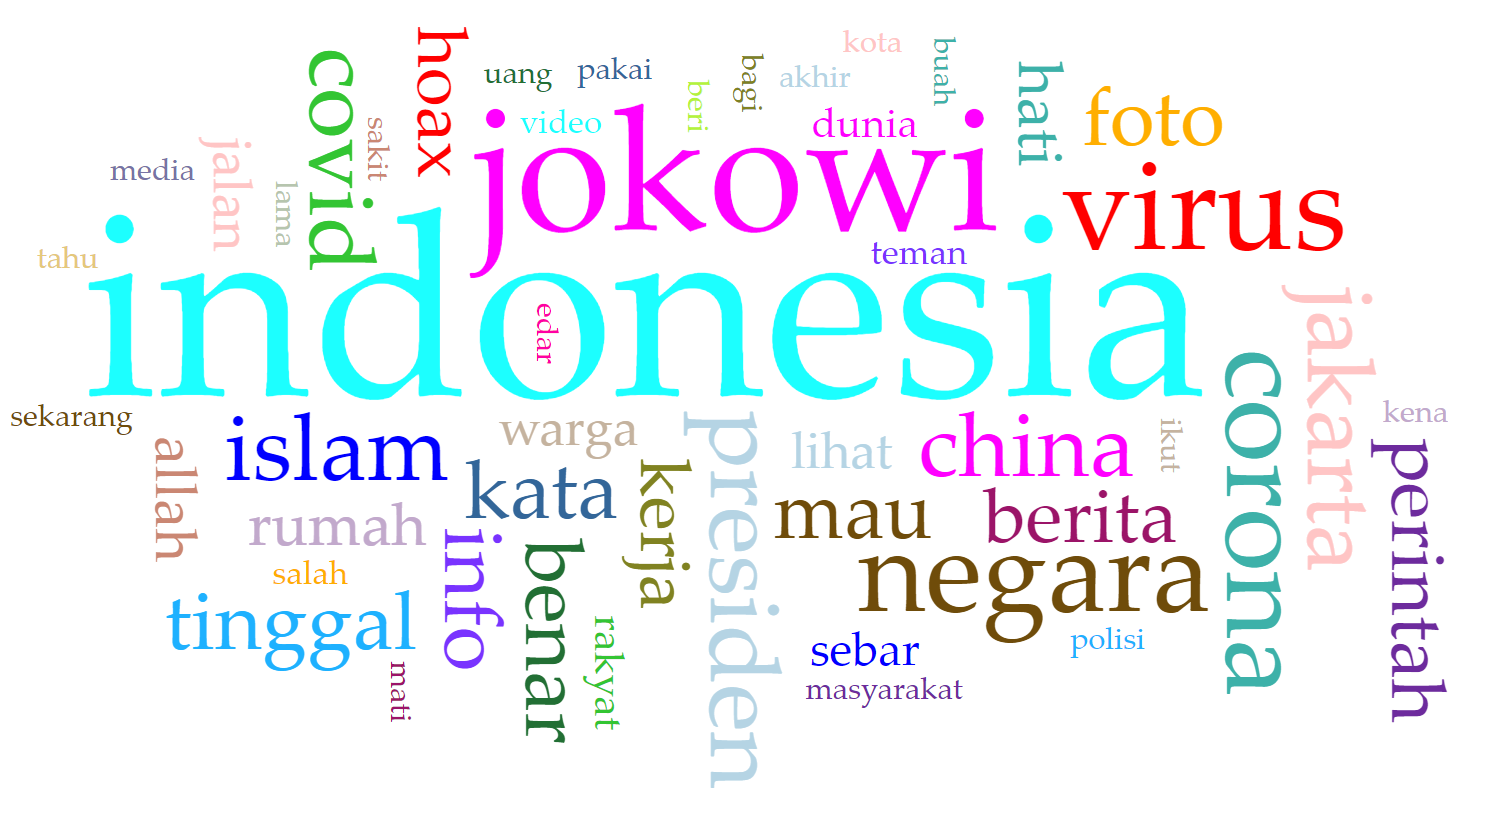 kota
hoax
covid
uang
pakai
beri
bagi
akhir
buah
hati
foto
video
jokowi
dunia
sakit
jalan
media
lama
virus
tahu
teman
indonesia
edar
jakarta
corona
sekarang
islam
warga
presiden
lihat
china
ikut
kena
perintah
allah
kata
kerja
mau
berita
rumah
info
benar
negara
salah
tinggal
rakyat
sebar
polisi
mati
masyarakat